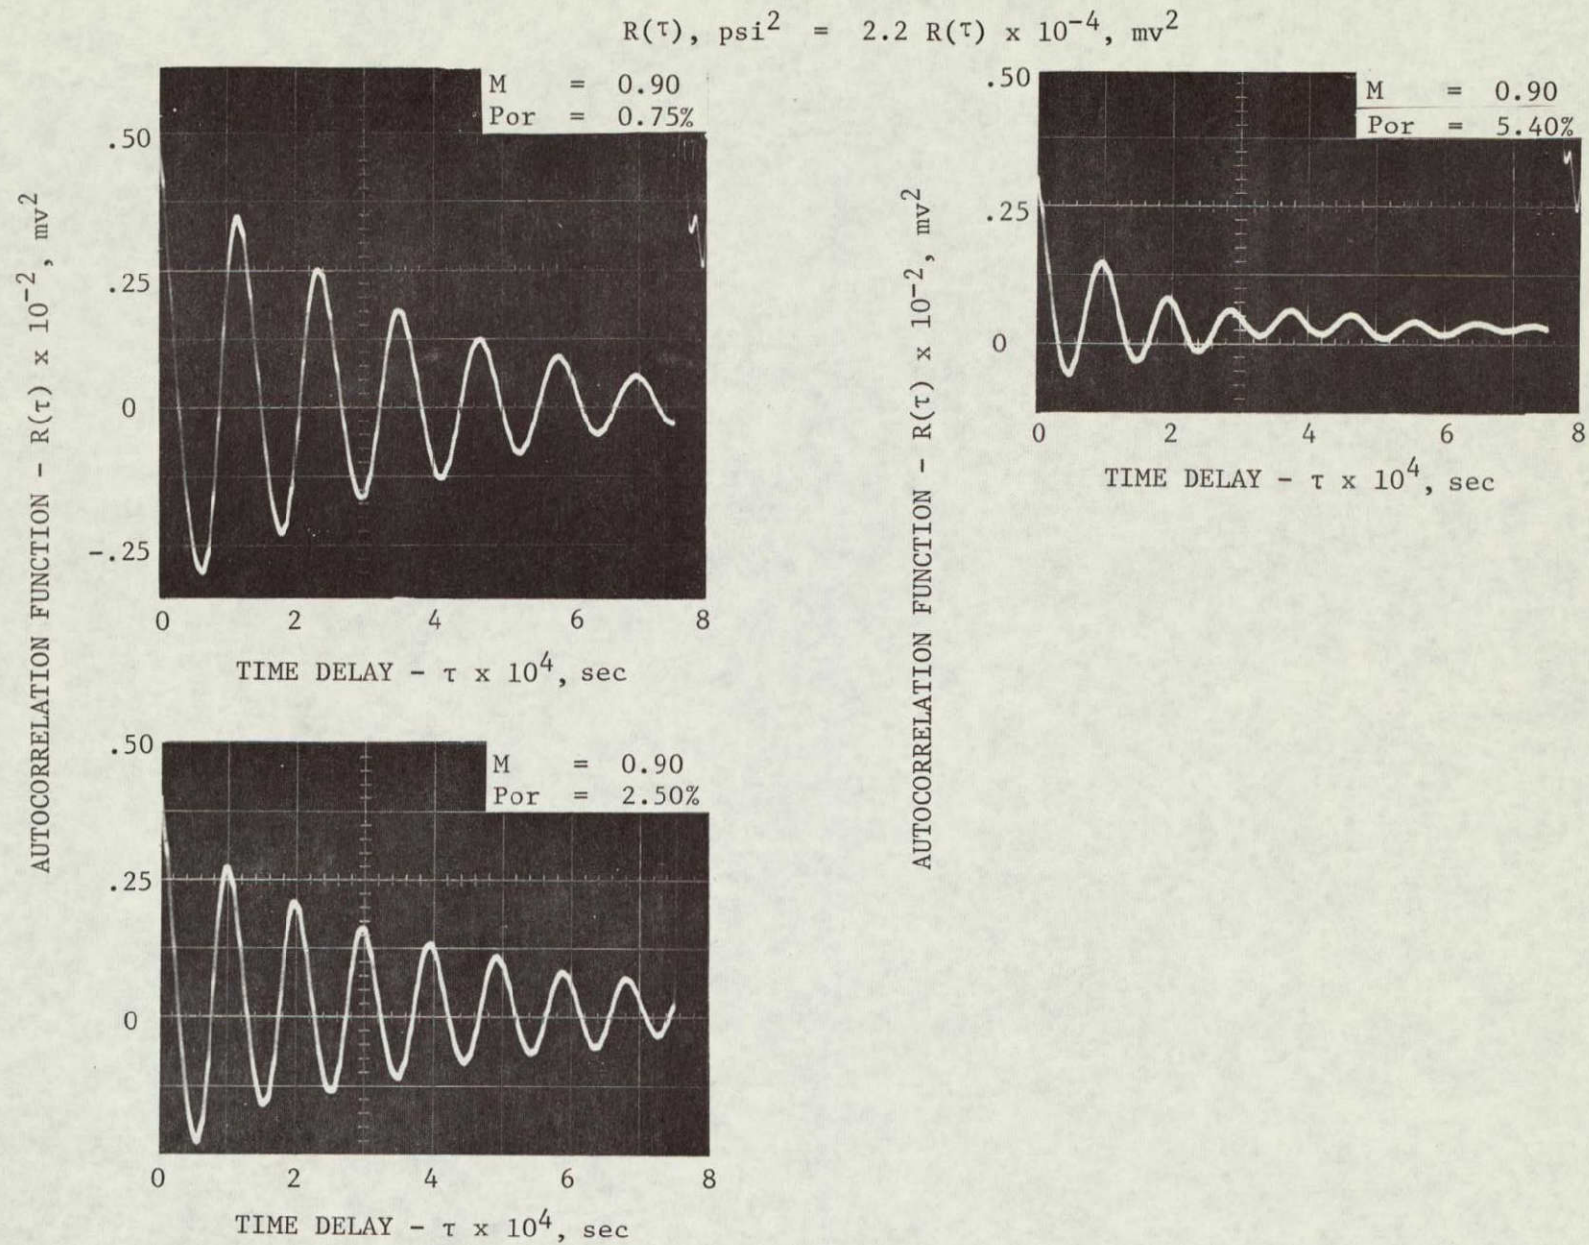 R(τ), psi² = 2.2 R(τ) x 10⁻⁴, mv²
AUTOCORRELATION FUNCTION - R(τ) x 10⁻², mv²
M = 0.90
Por = 0.75%
.50
.25
0
-.25
0 2 4 6 8
TIME DELAY - τ x 10⁴, sec
M = 0.90
Por = 2.50%
.50
.25
0
0 2 4 6 8
TIME DELAY - τ x 10⁴, sec
AUTOCORRELATION FUNCTION - R(τ) x 10⁻², mv²
M = 0.90
Por = 5.40%
.50
.25
0
0 2 4 6 8
TIME DELAY - τ x 10⁴, sec